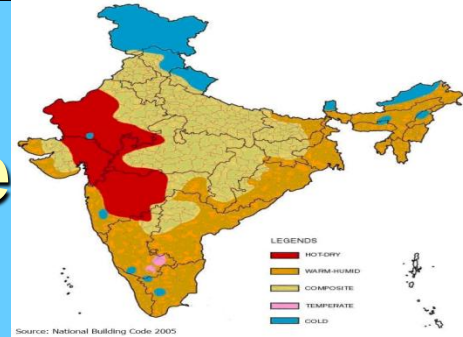 e
LEGENDS
HOT-DRY
WARM-HUMID
COMPOSITE
TEMPERATE
COLD
Source: National Building Code 2005